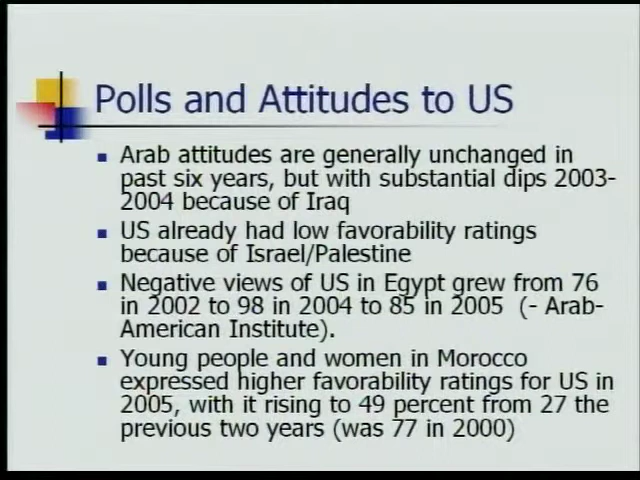 Polls and Attitudes to US
Arab attitudes are generally unchanged in
past six years, but with substantial dips 2003-
2004 because of Iraq
US already had low favorability ratings
because of Israel/Palestine
Negative views of US in Egypt grew from 76
in 2002 to 98 in 2004 to 85 in 2005  (- Arab-
American Institute).
Young people and women in Morocco
expressed higher favorability ratings for US in
2005, with it rising to 49 percent from 27 the
previous two years (was 77 in 2000)